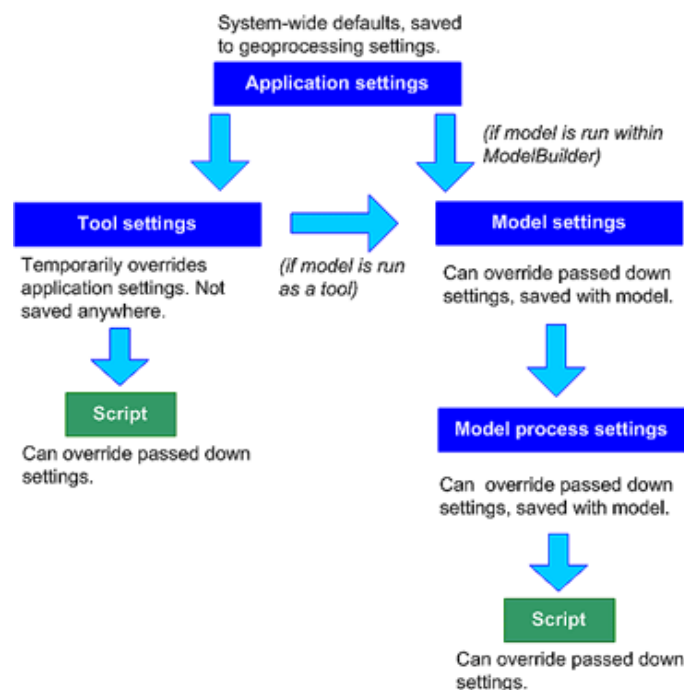 System-wide defaults, saved
to geoprocessing settings.
Application settings
(if model is run within
ModelBuilder)
Tool settings
Model settings
Temporarily overrides
application settings. Not
saved anywhere.
(if model is run
as a tool)
Can override passed down
settings, saved with model.
Script
Can override passed down
settings.
Model process settings
Can override passed down
settings, saved with model.
Script
Can override passed down
settings.